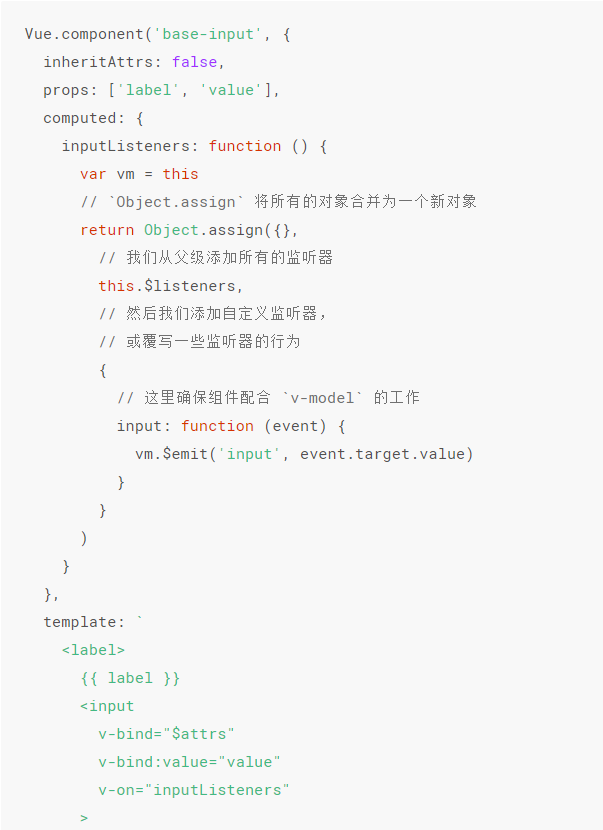 Vue.component('base-input', {
  inheritAttrs: false,
  props: ['label', 'value'],
  computed: {
    inputListeners: function () {
      var vm = this
      // `Object.assign` 将所有的对象合并为一个新对象
      return Object.assign({},
        // 我们从父级添加所有的监听器
        this.$listeners,
        // 然后我们添加自定义监听器，
        // 或覆写一些监听器的行为
        {
          // 这里确保组件配合 `v-model` 的工作
          input: function (event) {
            vm.$emit('input', event.target.value)
          }
        }
      )
    }
  },
  template: `
    <label>
      {{ label }}
      <input
        v-bind="$attrs"
        v-bind:value="value"
        v-on="inputListeners"
      >